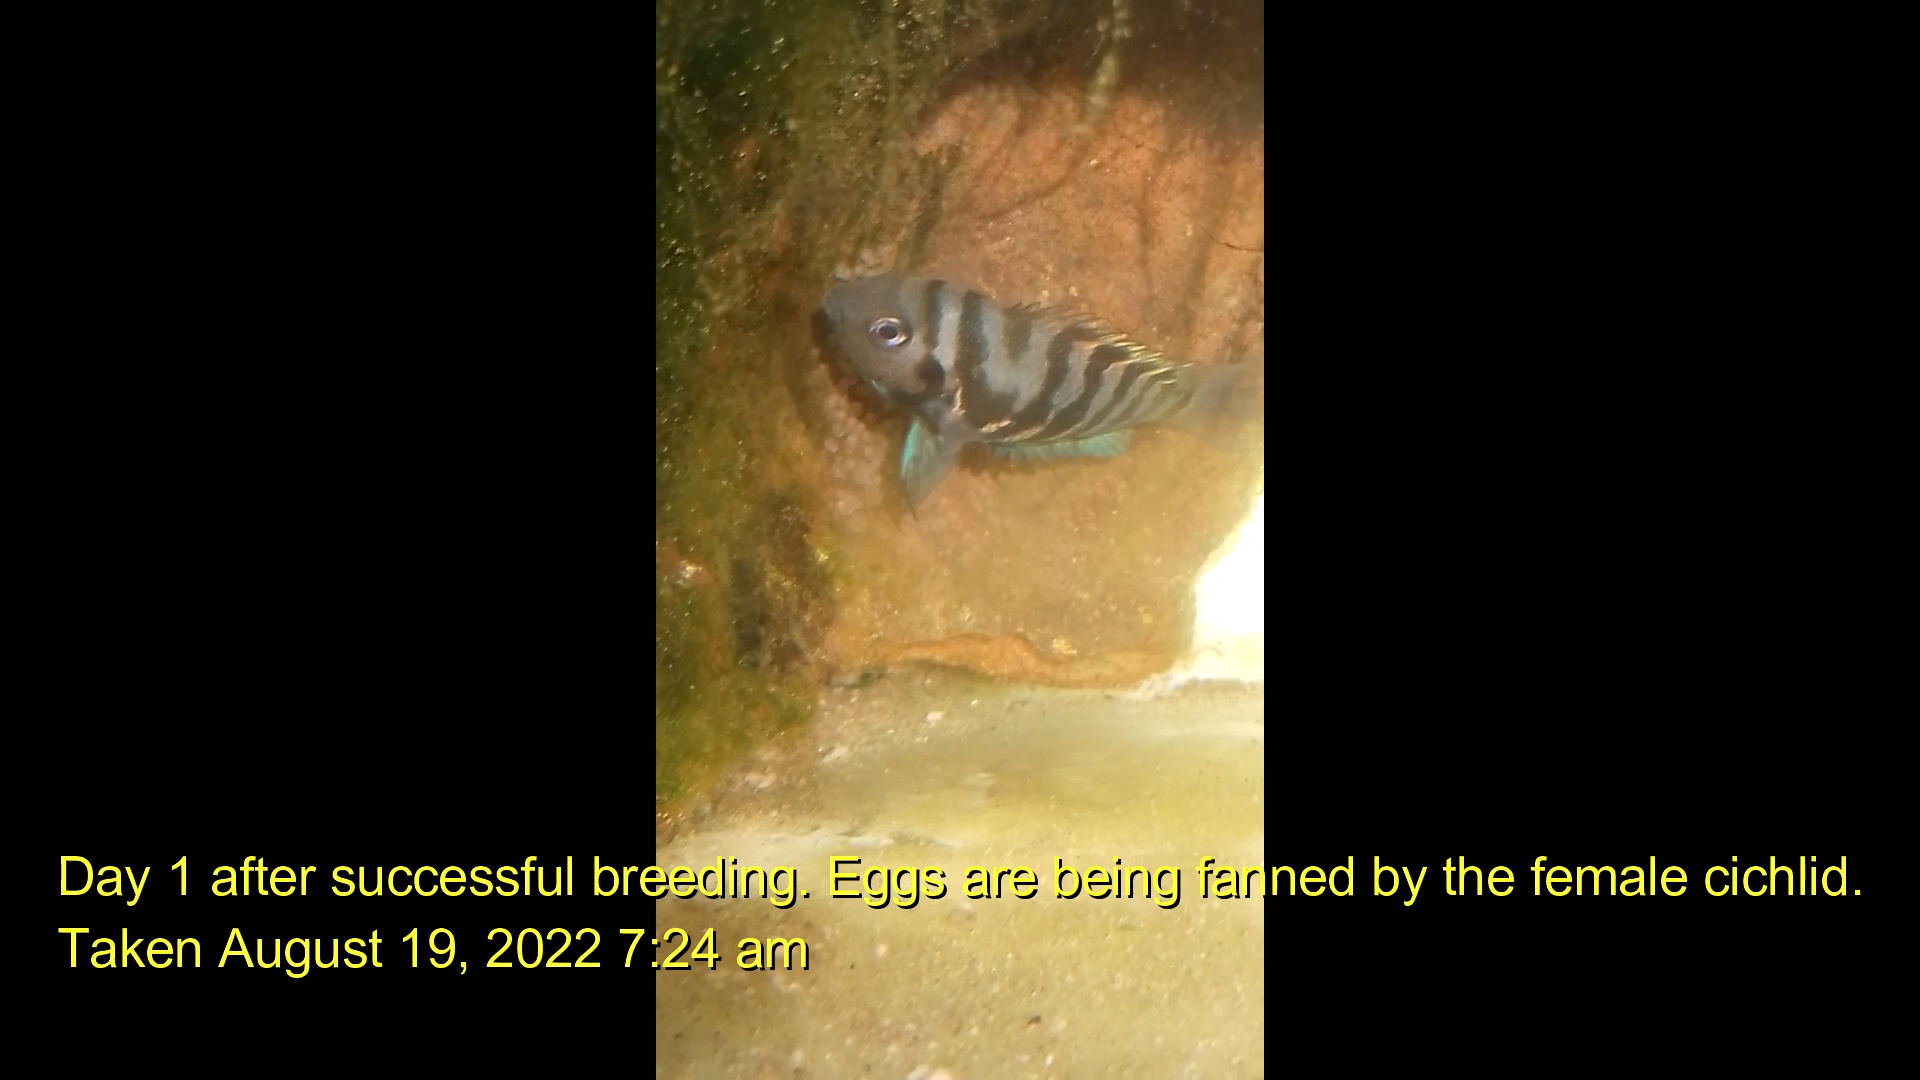 Day 1 after successful breeding. Eggs are being fanned by the female cichlid.
Taken August 19, 2022 7:24 am